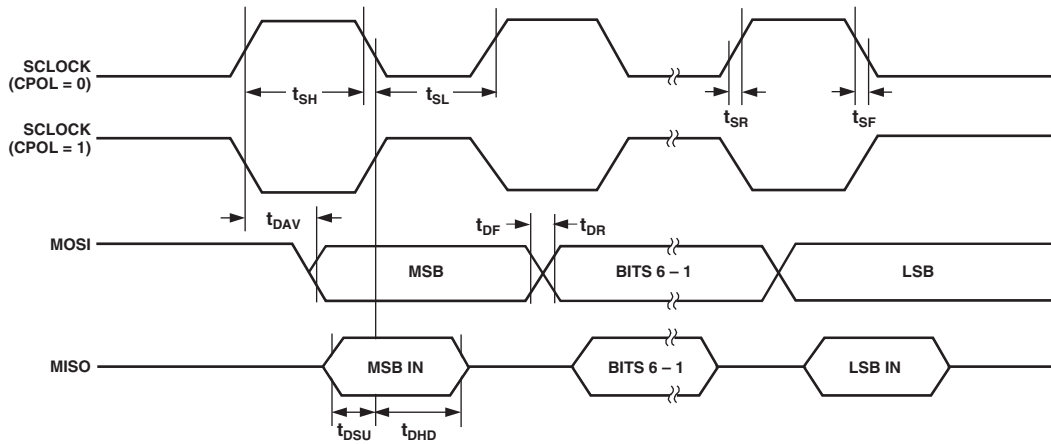 SCLOCK
(CPOL = 0)
tSH
tSL
tSR
tSF
SCLOCK
(CPOL = 1)
tDAV
tDF
tDR
MOSI
MSB
BITS 6 – 1
LSB
MISO
MSB IN
BITS 6 – 1
LSB IN
tDSU
tDHD